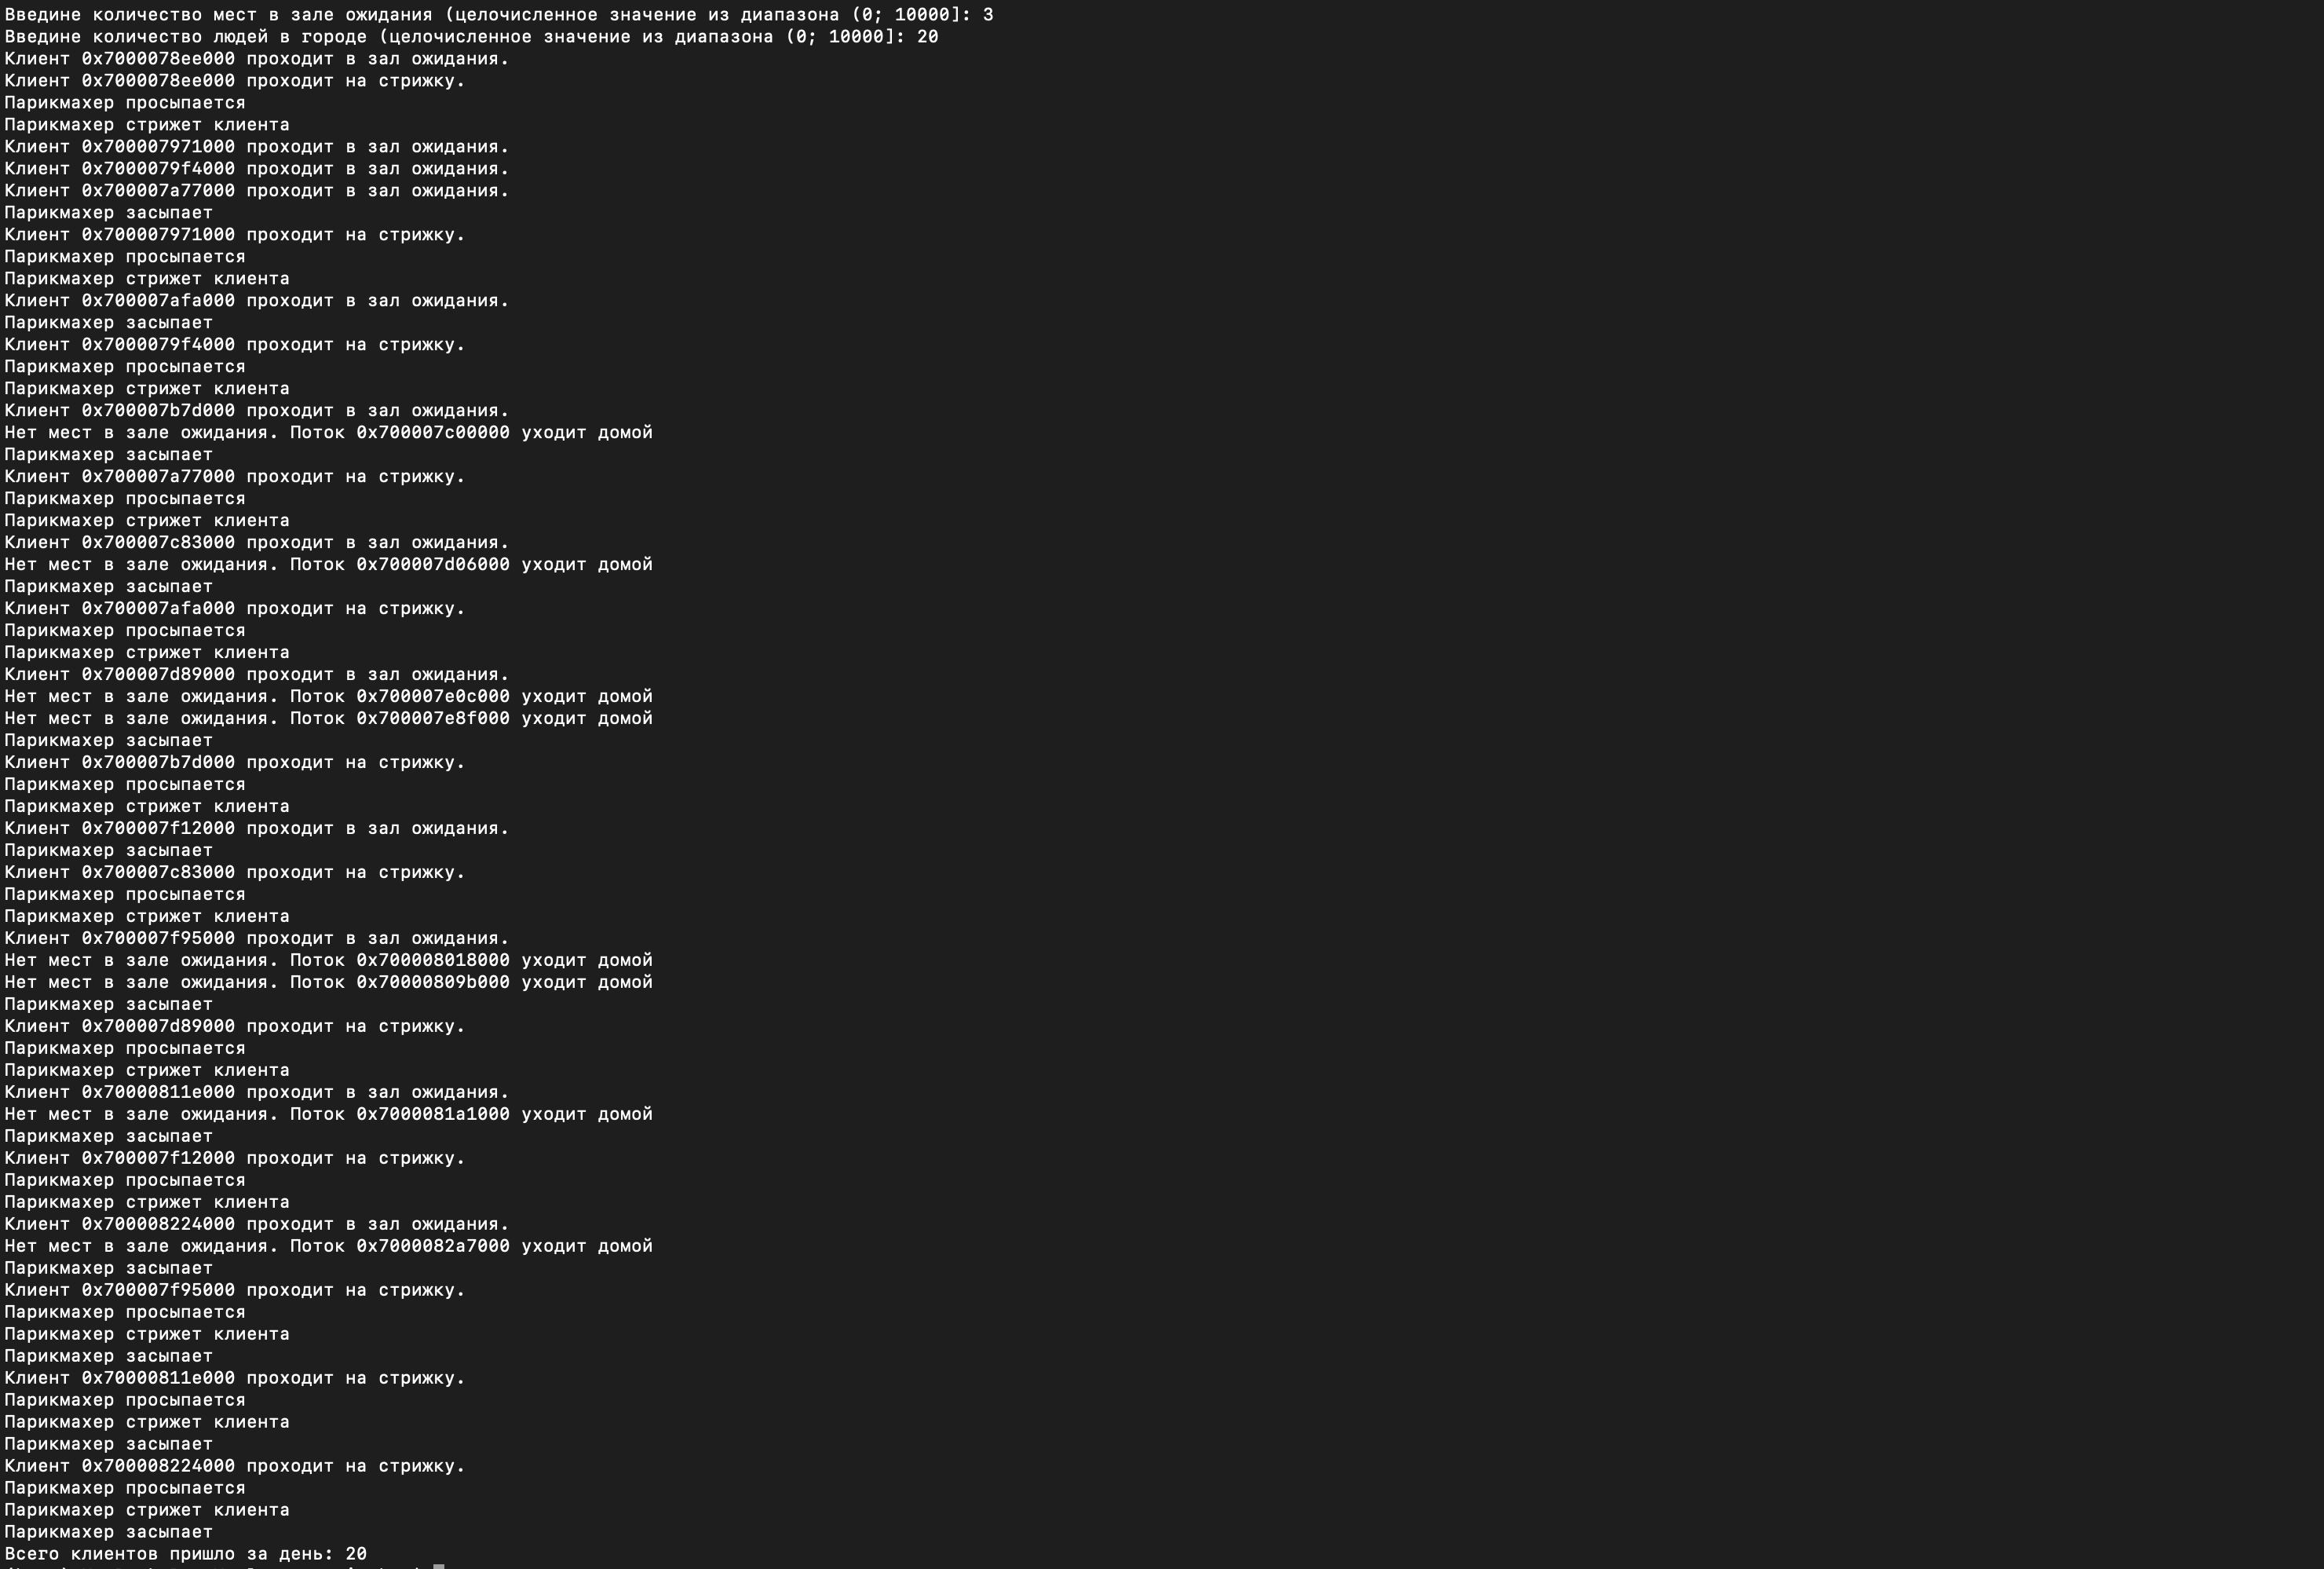 Введине количество мест в зале ожидания (целочисленное значение из диапазона (0; 10000]: 3
Введине количество людей в городе (целочисленное значение из диапазона (0; 10000]: 20
Клиент 0x7000078ee000 проходит в зал ожидания.
Клиент 0x7000078ee000 проходит на стрижку.
Парикмахер просыпается
Парикмахер стрижет клиента
Клиент 0x700007971000 проходит в зал ожидания.
Клиент 0x7000079f4000 проходит в зал ожидания.
Клиент 0x700007a77000 проходит в зал ожидания.
Парикмахер засыпает
Клиент 0x700007971000 проходит на стрижку.
Парикмахер просыпается
Парикмахер стрижет клиента
Клиент 0x700007afa000 проходит в зал ожидания.
Парикмахер засыпает
Клиент 0x7000079f4000 проходит на стрижку.
Парикмахер просыпается
Парикмахер стрижет клиента
Клиент 0x700007b7d000 проходит в зал ожидания.
Нет мест в зале ожидания. Поток 0x700007c00000 уходит домой
Парикмахер засыпает
Клиент 0x700007a77000 проходит на стрижку.
Парикмахер просыпается
Парикмахер стрижет клиента
Клиент 0x700007c83000 проходит в зал ожидания.
Нет мест в зале ожидания. Поток 0x700007d06000 уходит домой
Парикмахер засыпает
Клиент 0x700007afa000 проходит на стрижку.
Парикмахер просыпается
Парикмахер стрижет клиента
Клиент 0x700007d89000 проходит в зал ожидания.
Нет мест в зале ожидания. Поток 0x700007e0c000 уходит домой
Нет мест в зале ожидания. Поток 0x700007e8f000 уходит домой
Парикмахер засыпает
Клиент 0x700007b7d000 проходит на стрижку.
Парикмахер просыпается
Парикмахер стрижет клиента
Клиент 0x700007f12000 проходит в зал ожидания.
Парикмахер засыпает
Клиент 0x700007c83000 проходит на стрижку.
Парикмахер просыпается
Парикмахер стрижет клиента
Клиент 0x700007f95000 проходит в зал ожидания.
Нет мест в зале ожидания. Поток 0x700008018000 уходит домой
Нет мест в зале ожидания. Поток 0x70000809b000 уходит домой
Парикмахер засыпает
Клиент 0x700007d89000 проходит на стрижку.
Парикмахер просыпается
Парикмахер стрижет клиента
Клиент 0x70000811e000 проходит в зал ожидания.
Нет мест в зале ожидания. Поток 0x7000081a1000 уходит домой
Парикмахер засыпает
Клиент 0x700007f12000 проходит на стрижку.
Парикмахер просыпается
Парикмахер стрижет клиента
Клиент 0x700008224000 проходит в зал ожидания.
Нет мест в зале ожидания. Поток 0x7000082a7000 уходит домой
Парикмахер засыпает
Клиент 0x700007f95000 проходит на стрижку.
Парикмахер просыпается
Парикмахер стрижет клиента
Парикмахер засыпает
Клиент 0x70000811e000 проходит на стрижку.
Парикмахер просыпается
Парикмахер стрижет клиента
Парикмахер засыпает
Клиент 0x700008224000 проходит на стрижку.
Парикмахер просыпается
Парикмахер стрижет клиента
Парикмахер засыпает
Всего клиентов пришло за день: 20